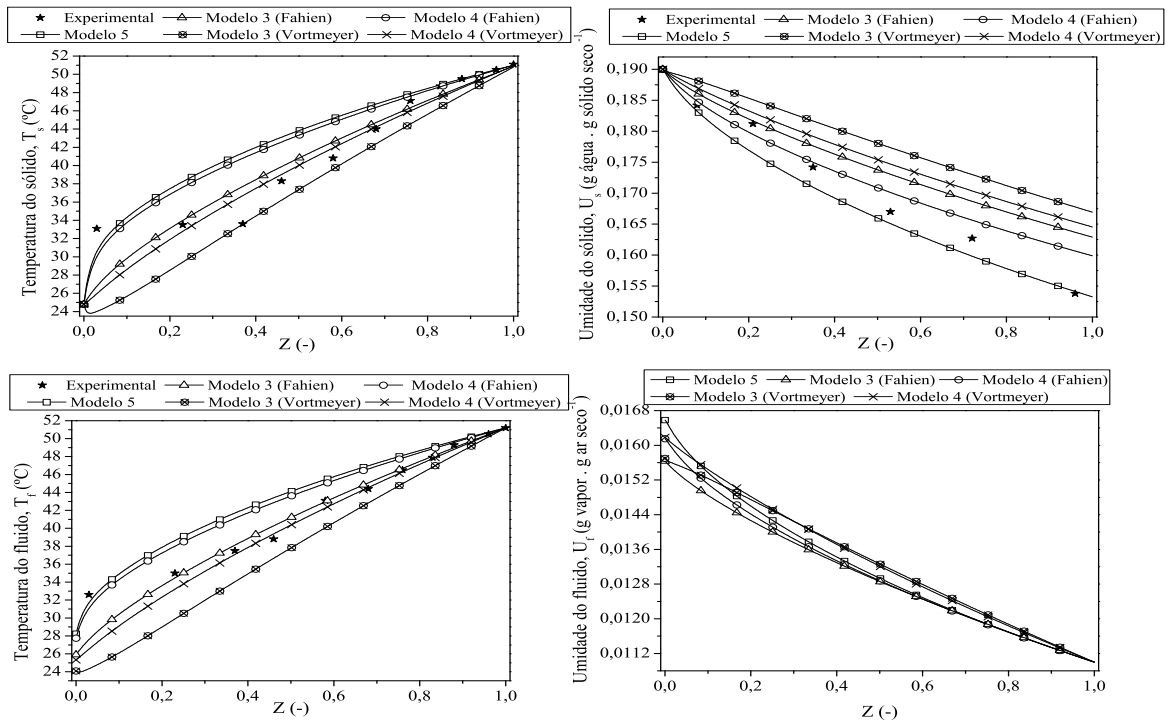 Experimental Modelo 3 (Fahien) Modelo 4 (Fahien)
Modelo 5 Modelo 3 (Vortmeyer) Modelo 4 (Vortmeyer)
Temperatura do sólido, T_s (ºC)
52
50
48
46
44
42
40
38
36
34
32
30
28
26
24
0,0 0,2 0,4 0,6 0,8 1,0
Z (-)
Experimental Modelo 3 (Fahien) Modelo 4 (Fahien)
Modelo 5 Modelo 3 (Vortmeyer) Modelo 4 (Vortmeyer)
Umidade do sólido, U_s (g água . g sólido seco^-1)
0,190
0,185
0,180
0,175
0,170
0,165
0,160
0,155
0,150
0,0 0,2 0,4 0,6 0,8 1,0
Z (-)
Experimental Modelo 3 (Fahien) Modelo 4 (Fahien)
Modelo 5 Modelo 3 (Vortmeyer) Modelo 4 (Vortmeyer)
Temperatura do fluido, T_f (ºC)
52
50
48
46
44
42
40
38
36
34
32
30
28
26
24
0,0 0,2 0,4 0,6 0,8 1,0
Z (-)
Modelo 5 Modelo 3 (Fahien) Modelo 4 (Fahien)
Modelo 3 (Vortmeyer) Modelo 4 (Vortmeyer)
Umidade do fluido, U_f (g vapor . g ar seco^-1)
0,0168
0,0160
0,0152
0,0144
0,0136
0,0128
0,0120
0,0112
0,0 0,2 0,4 0,6 0,8 1,0
Z (-)